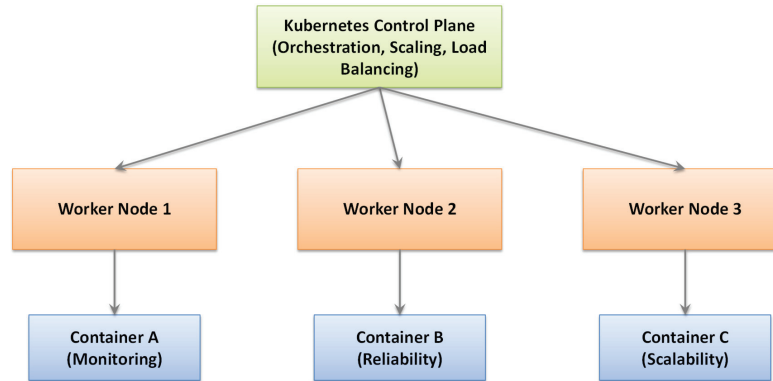 Kubernetes Control Plane
(Orchestration, Scaling, Load
Balancing)
Worker Node 1
Worker Node 2
Worker Node 3
Container A
(Monitoring)
Container B
(Reliability)
Container C
(Scalability)